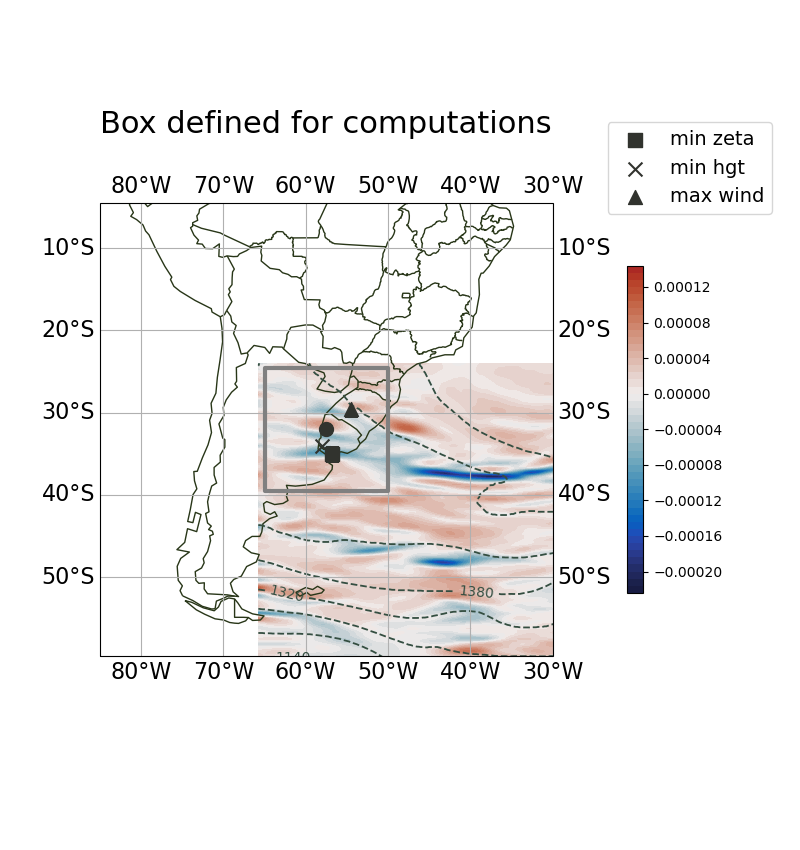 Box defined for computations
min zeta
min hgt
max wind
80°W 70°W 60°W 50°W 40°W 30°W
10°S 10°S
20°S 20°S
30°S 30°S
40°S 40°S
50°S 50°S
1320
1380
1140
80°W 70°W 60°W 50°W 40°W 30°W
0.00012
0.00008
0.00004
0.00000
−0.00004
−0.00008
−0.00012
−0.00016
−0.00020